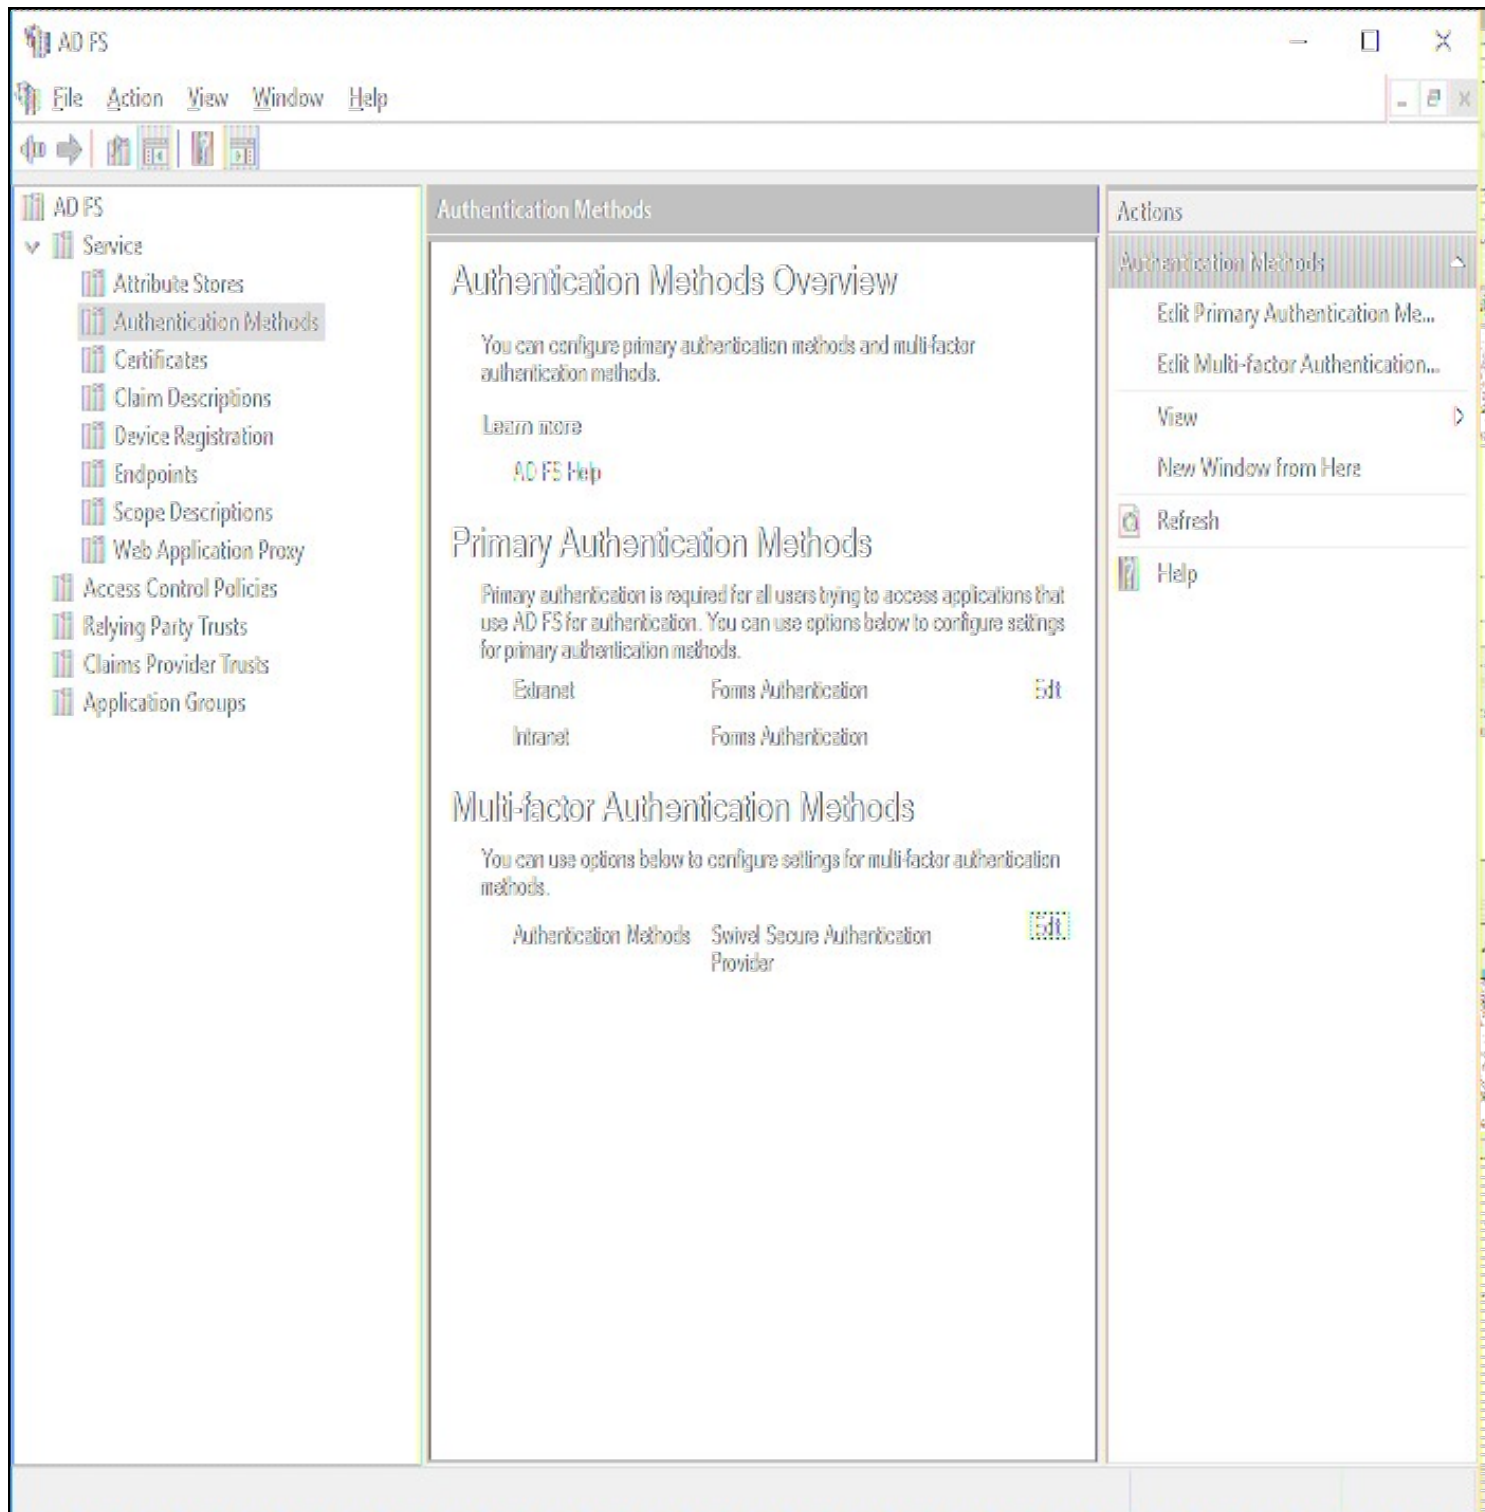 AD FS
File Action View Window Help
AD FS
Service
Attribute Stores
Authentication Methods
Certificates
Claim Descriptions
Device Registration
Endpoints
Scope Descriptions
Web Application Proxy
Access Control Policies
Relying Party Trusts
Claims Provider Trusts
Application Groups
Authentication Methods
Authentication Methods Overview
You can configure primary authentication methods and multi-factor
authentication methods.
Learn more
AD FS Help
Primary Authentication Methods
Primary authentication is required for all users trying to access applications that
use AD FS for authentication. You can use options below to configure settings
for primary authentication methods.
Extranet Forms Authentication Edit
Intranet Forms Authentication
Multi-factor Authentication Methods
You can use options below to configure settings for multi-factor authentication
methods.
Authentication Methods Swivel Secure Authentication Edit
Provider
Actions
Authentication Methods
Edit Primary Authentication Me...
Edit Multi-factor Authentication...
View
New Window from Here
Refresh
Help